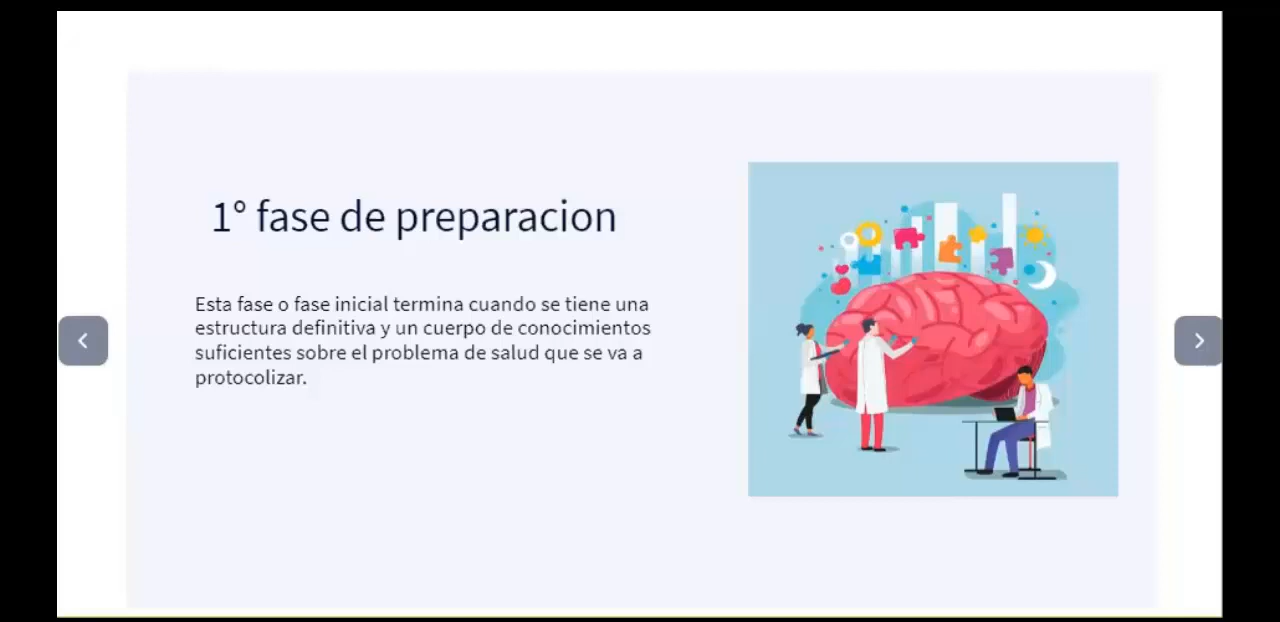 1° fase de preparacion
Esta fase o fase inicial termina cuando se tiene una
estructura definitiva y un cuerpo de conocimientos
suficientes sobre el problema de salud que se va a
protocolizar.